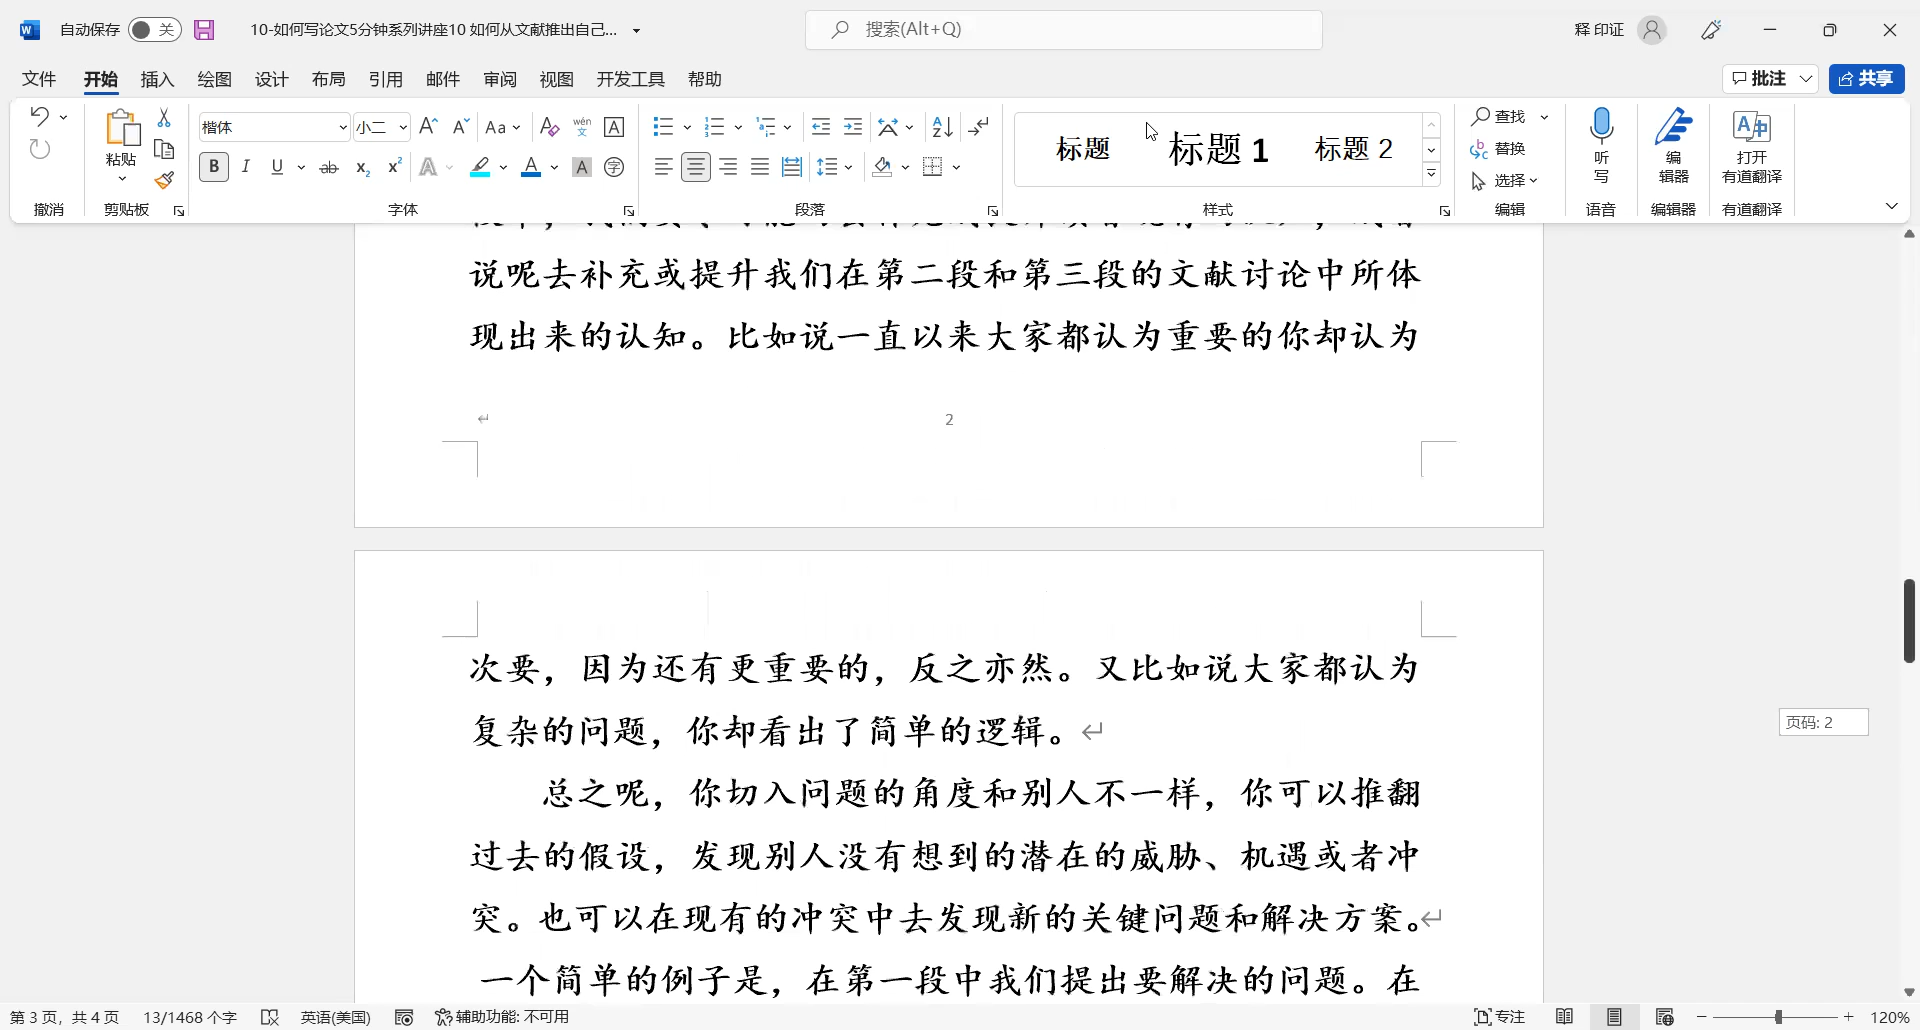 自动保存 关 10-如何写论文5分钟系列讲座10 如何从文献推出自己... 搜索(Alt+Q) 释 印证
文件 开始 插入 绘图 设计 布局 引用 邮件 审阅 视图 开发工具 帮助 批注 共享
楷体 小二 Aa wén 文 A 标题 标题 1 标题 2 查找
粘贴 B I U ab x₂ x² A A A 字 替换 听写 编辑器 打开有道翻译
选择
撤消 剪贴板 字体 段落 样式 编辑 语音 编辑器 有道翻译
说呢去补充或提升我们在第二段和第三段的文献讨论中所体
现出来的认知。比如说一直以来大家都认为重要的你却认为
2
次要，因为还有更重要的，反之亦然。又比如说大家都认为
复杂的问题，你却看出了简单的逻辑。
页码: 2
总之呢，你切入问题的角度和别人不一样，你可以推翻
过去的假设，发现别人没有想到的潜在的威胁、机遇或者冲
突。也可以在现有的冲突中去发现新的关键问题和解决方案。
一个简单的例子是，在第一段中我们提出要解决的问题。在
第 3 页，共 4 页 13/1468 个字 英语(美国) 辅助功能: 不可用 专注 120%